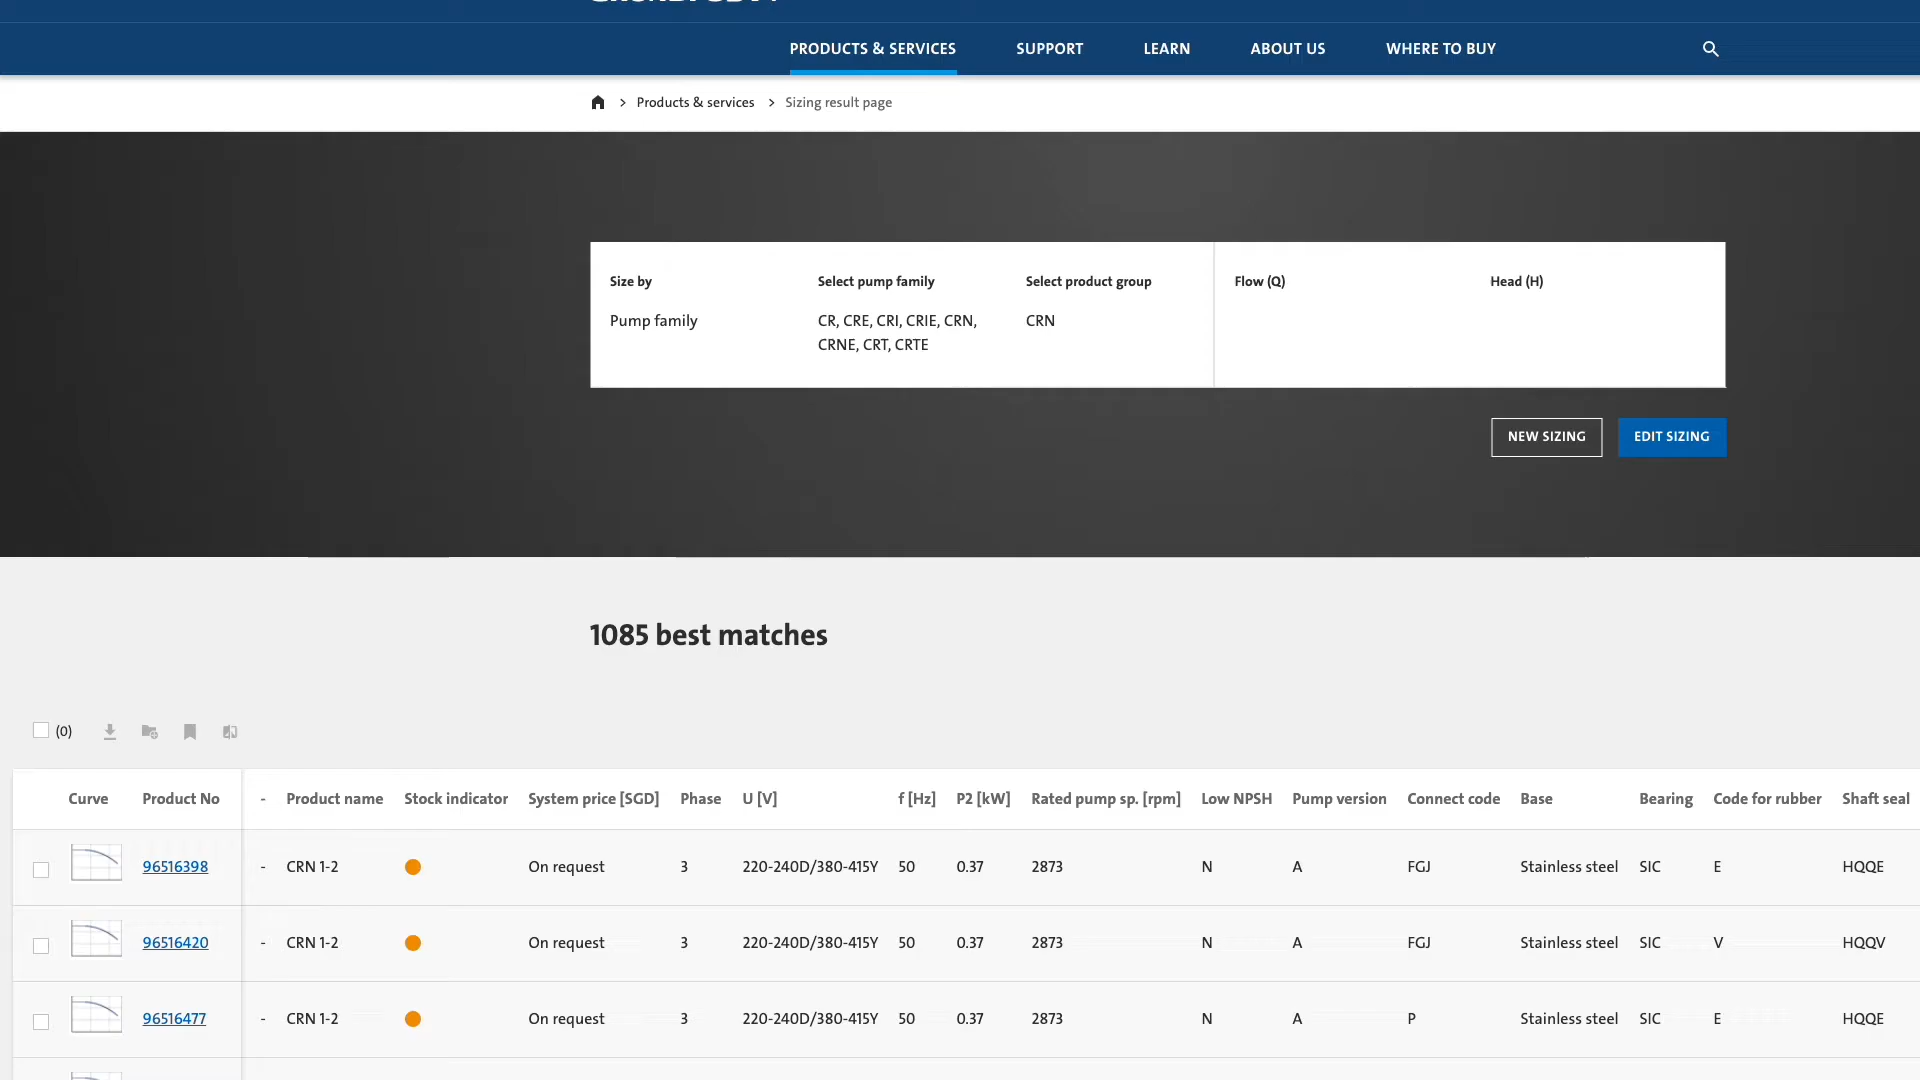 PRODUCTS & SERVICES SUPPORT LEARN ABOUT US WHERE TO BUY
Products & services Sizing result page
Size by Select pump family Select product group Flow (Q) Head (H)
Pump family CR, CRE, CRI, CRIE, CRN, CRN
CRNE, CRT, CRTE
NEW SIZING EDIT SIZING
1085 best matches
(0)
Curve Product No - Product name Stock indicator System price [SGD] Phase U [V] f [Hz] P2 [kW] Rated pump sp. [rpm] Low NPSH Pump version Connect code Base Bearing Code for rubber Shaft seal
96516398 - CRN 1-2 On request 3 220-240D/380-415Y 50 0.37 2873 N A FGJ Stainless steel SIC E HQQE
96516420 - CRN 1-2 On request 3 220-240D/380-415Y 50 0.37 2873 N A FGJ Stainless steel SIC V HQQV
96516477 - CRN 1-2 On request 3 220-240D/380-415Y 50 0.37 2873 N A P Stainless steel SIC E HQQE